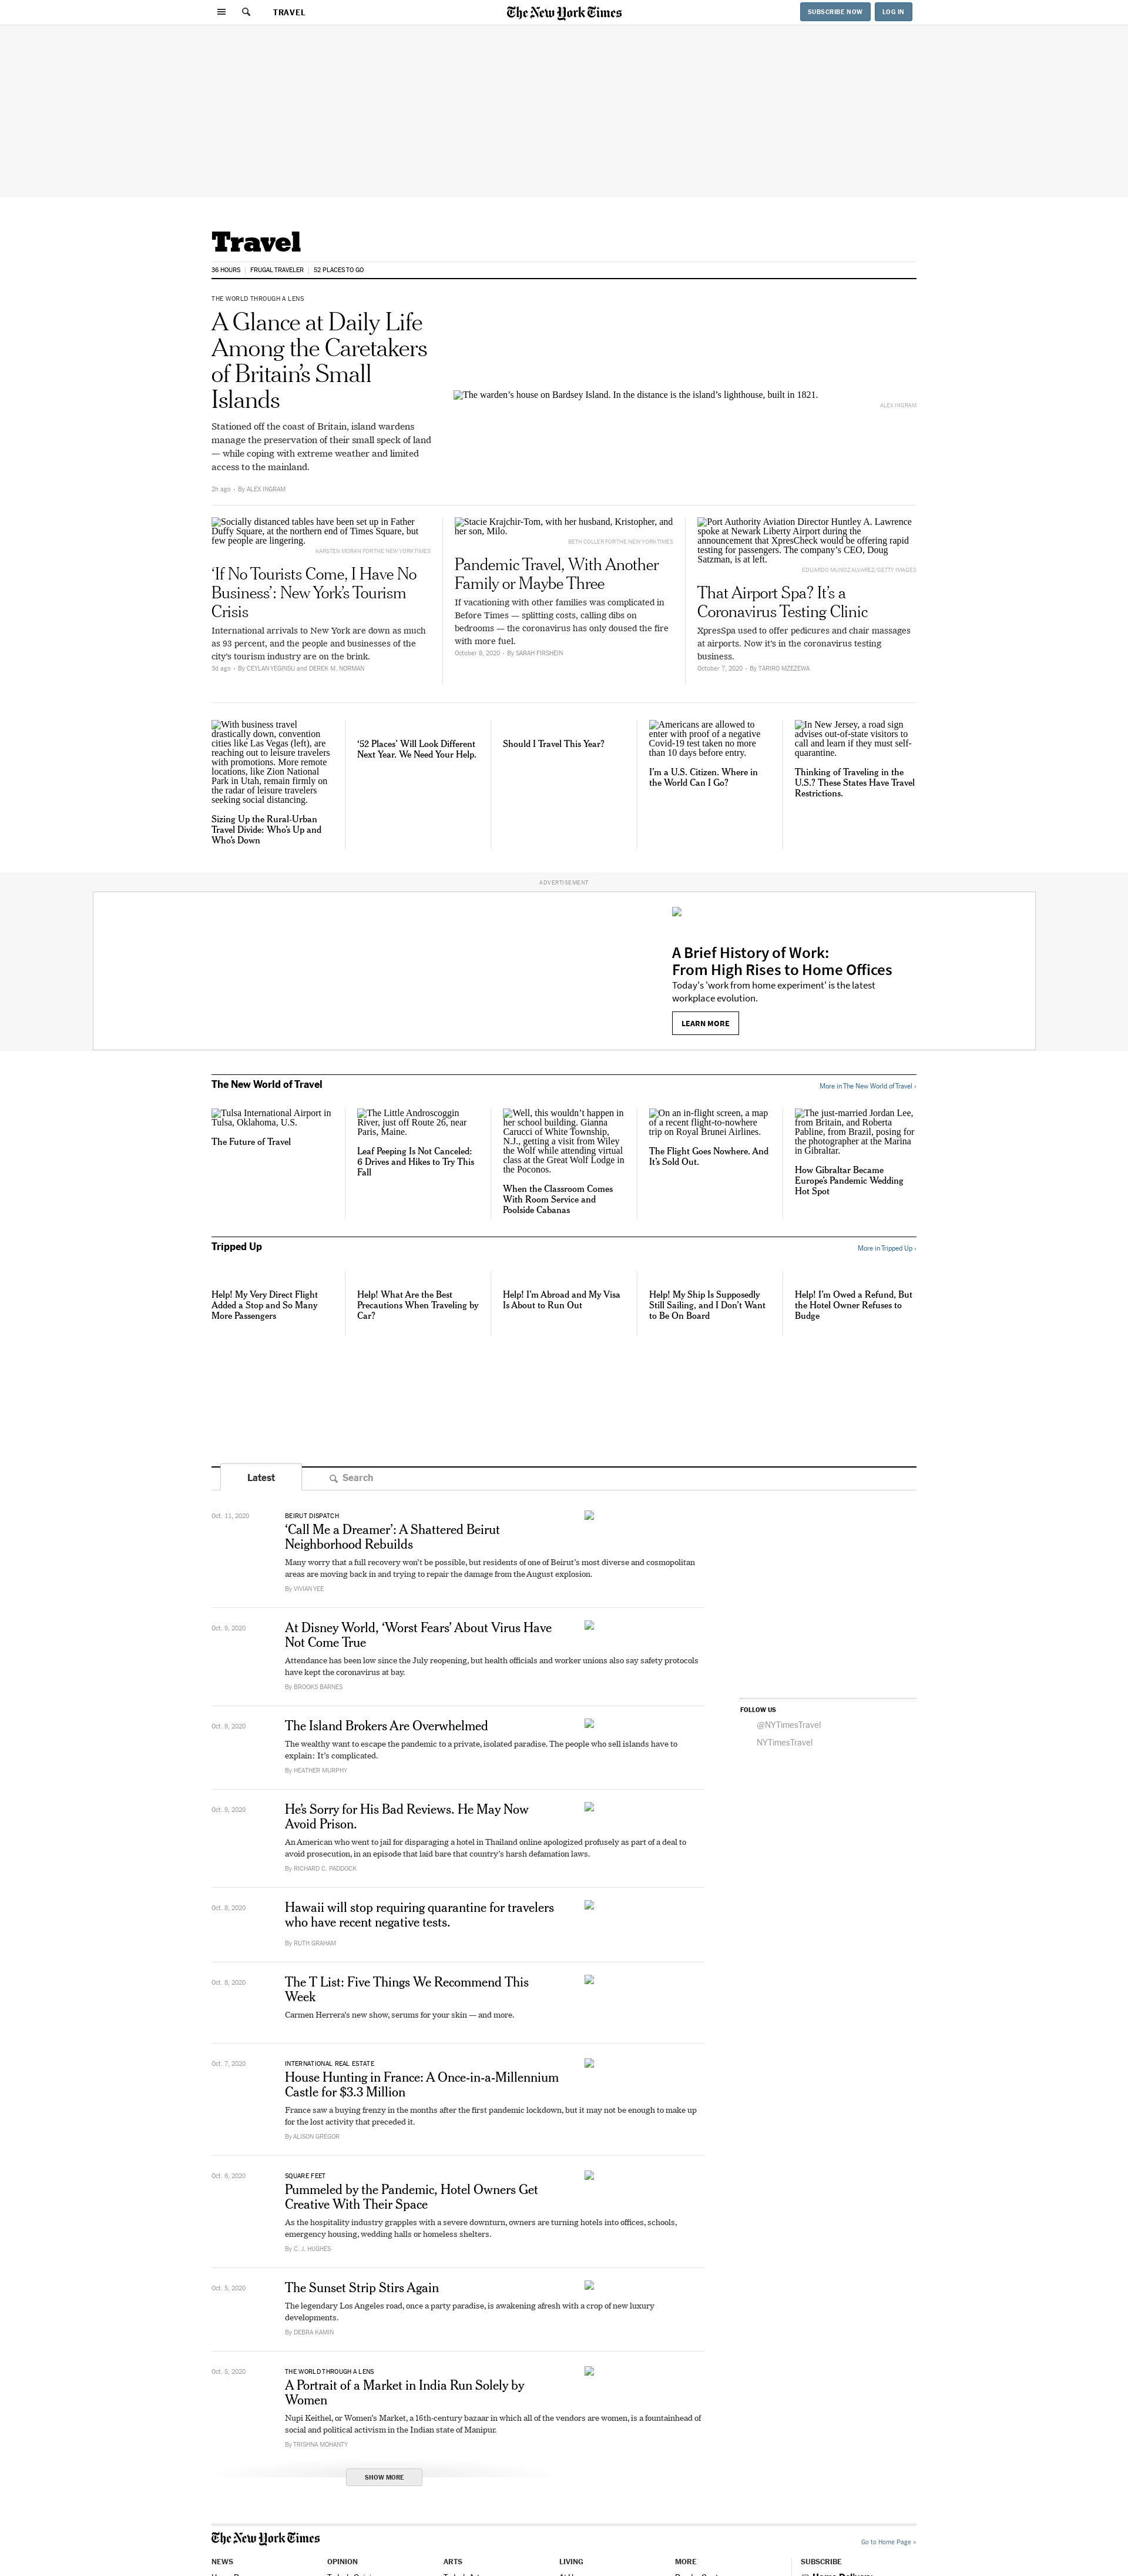 TRAVEL
The New York Times
SUBSCRIBE NOW
LOG IN
Travel
36 HOURS
FRUGAL TRAVELER
52 PLACES TO GO
THE WORLD THROUGH A LENS
A Glance at Daily Life
Among the Caretakers
of Britain’s Small
Islands
Stationed off the coast of Britain, island wardens
manage the preservation of their small speck of land
— while coping with extreme weather and limited
access to the mainland.
2h ago • By ALEX INGRAM
The warden’s house on Bardsey Island. In the distance is the island’s lighthouse, built in 1821.
ALEX INGRAM
Socially distanced tables have been set up in Father
Duffy Square, at the northern end of Times Square, but
few people are lingering.
KARSTEN MORAN FOR THE NEW YORK TIMES
‘If No Tourists Come, I Have No
Business’: New York’s Tourism
Crisis
International arrivals to New York are down as much
as 93 percent, and the people and businesses of the
city’s tourism industry are on the brink.
3d ago • By CEYLAN YEGINSU and DEREK M. NORMAN
Stacie Krajchir-Tom, with her husband, Kristopher, and
her son, Milo.
BETH COLLER FOR THE NEW YORK TIMES
Pandemic Travel, With Another
Family or Maybe Three
If vacationing with other families was complicated in
Before Times — splitting costs, calling dibs on
bedrooms — the coronavirus has only doused the fire
with more fuel.
October 8, 2020 • By SARAH FIRSHEIN
Port Authority Aviation Director Huntley A. Lawrence
spoke at Newark Liberty Airport during the
announcement that XpresCheck would be offering rapid
testing for passengers. The company’s CEO, Doug
Satzman, is at left.
EDUARDO MUNOZ ALVAREZ/GETTY IMAGES
That Airport Spa? It’s a
Coronavirus Testing Clinic
XpresSpa used to offer pedicures and chair massages
at airports. Now it’s in the coronavirus testing
business.
October 7, 2020 • By TARIRO MZEZEWA
With business travel
drastically down, convention
cities like Las Vegas (left), are
reaching out to leisure travelers
with promotions. More remote
locations, like Zion National
Park in Utah, remain firmly on
the radar of leisure travelers
seeking social distancing.
Sizing Up the Rural-Urban
Travel Divide: Who’s Up and
Who’s Down
‘52 Places’ Will Look Different
Next Year. We Need Your Help.
Should I Travel This Year?
Americans are allowed to
enter with proof of a negative
Covid-19 test taken no more
than 10 days before entry.
I’m a U.S. Citizen. Where in
the World Can I Go?
In New Jersey, a road sign
advises out-of-state visitors to
call and learn if they must self-
quarantine.
Thinking of Traveling in the
U.S.? These States Have Travel
Restrictions.
ADVERTISEMENT
A Brief History of Work:
From High Rises to Home Offices
Today's 'work from home experiment' is the latest
workplace evolution.
LEARN MORE
The New World of Travel
More in The New World of Travel ›
Tulsa International Airport in
Tulsa, Oklahoma, U.S.
The Future of Travel
The Little Androscoggin
River, just off Route 26, near
Paris, Maine.
Leaf Peeping Is Not Canceled:
6 Drives and Hikes to Try This
Fall
Well, this wouldn’t happen in
her school building. Gianna
Carucci of White Township,
N.J., getting a visit from Wiley
the Wolf while attending virtual
class at the Great Wolf Lodge in
the Poconos.
When the Classroom Comes
With Room Service and
Poolside Cabanas
On an in-flight screen, a map
of a recent flight-to-nowhere
trip on Royal Brunei Airlines.
The Flight Goes Nowhere. And
It’s Sold Out.
The just-married Jordan Lee,
from Britain, and Roberta
Pabline, from Brazil, posing for
the photographer at the Marina
in Gibraltar.
How Gibraltar Became
Europe’s Pandemic Wedding
Hot Spot
Tripped Up
More in Tripped Up ›
Help! My Very Direct Flight
Added a Stop and So Many
More Passengers
Help! What Are the Best
Precautions When Traveling by
Car?
Help! I’m Abroad and My Visa
Is About to Run Out
Help! My Ship Is Supposedly
Still Sailing, and I Don’t Want
to Be On Board
Help! I’m Owed a Refund, But
the Hotel Owner Refuses to
Budge
Latest
Search
Oct. 11, 2020
BEIRUT DISPATCH
‘Call Me a Dreamer’: A Shattered Beirut
Neighborhood Rebuilds
Many worry that a full recovery won’t be possible, but residents of one of Beirut’s most diverse and cosmopolitan
areas are moving back in and trying to repair the damage from the August explosion.
By VIVIAN YEE
Oct. 9, 2020
At Disney World, ‘Worst Fears’ About Virus Have
Not Come True
Attendance has been low since the July reopening, but health officials and worker unions also say safety protocols
have kept the coronavirus at bay.
By BROOKS BARNES
FOLLOW US
@NYTimesTravel
NYTimesTravel
Oct. 9, 2020
The Island Brokers Are Overwhelmed
The wealthy want to escape the pandemic to a private, isolated paradise. The people who sell islands have to
explain: It’s complicated.
By HEATHER MURPHY
Oct. 9, 2020
He’s Sorry for His Bad Reviews. He May Now
Avoid Prison.
An American who went to jail for disparaging a hotel in Thailand online apologized profusely as part of a deal to
avoid prosecution, in an episode that laid bare that country’s harsh defamation laws.
By RICHARD C. PADDOCK
Oct. 8, 2020
Hawaii will stop requiring quarantine for travelers
who have recent negative tests.
By RUTH GRAHAM
Oct. 8, 2020
The T List: Five Things We Recommend This
Week
Carmen Herrera’s new show, serums for your skin — and more.
Oct. 7, 2020
INTERNATIONAL REAL ESTATE
House Hunting in France: A Once-in-a-Millennium
Castle for $3.3 Million
France saw a buying frenzy in the months after the first pandemic lockdown, but it may not be enough to make up
for the lost activity that preceded it.
By ALISON GREGOR
Oct. 6, 2020
SQUARE FEET
Pummeled by the Pandemic, Hotel Owners Get
Creative With Their Space
As the hospitality industry grapples with a severe downturn, owners are turning hotels into offices, schools,
emergency housing, wedding halls or homeless shelters.
By C. J. HUGHES
Oct. 5, 2020
The Sunset Strip Stirs Again
The legendary Los Angeles road, once a party paradise, is awakening afresh with a crop of new luxury
developments.
By DEBRA KAMIN
Oct. 5, 2020
THE WORLD THROUGH A LENS
A Portrait of a Market in India Run Solely by
Women
Nupi Keithel, or Women’s Market, a 16th-century bazaar in which all of the vendors are women, is a fountainhead of
social and political activism in the Indian state of Manipur.
By TRISHNA MOHANTY
SHOW MORE
The New York Times
Go to Home Page »
NEWS
OPINION
ARTS
LIVING
MORE
SUBSCRIBE